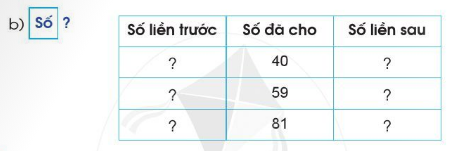 b) Số ?
Số liền trước Số đã cho Số liền sau
? 40 ?
? 59 ?
? 81 ?